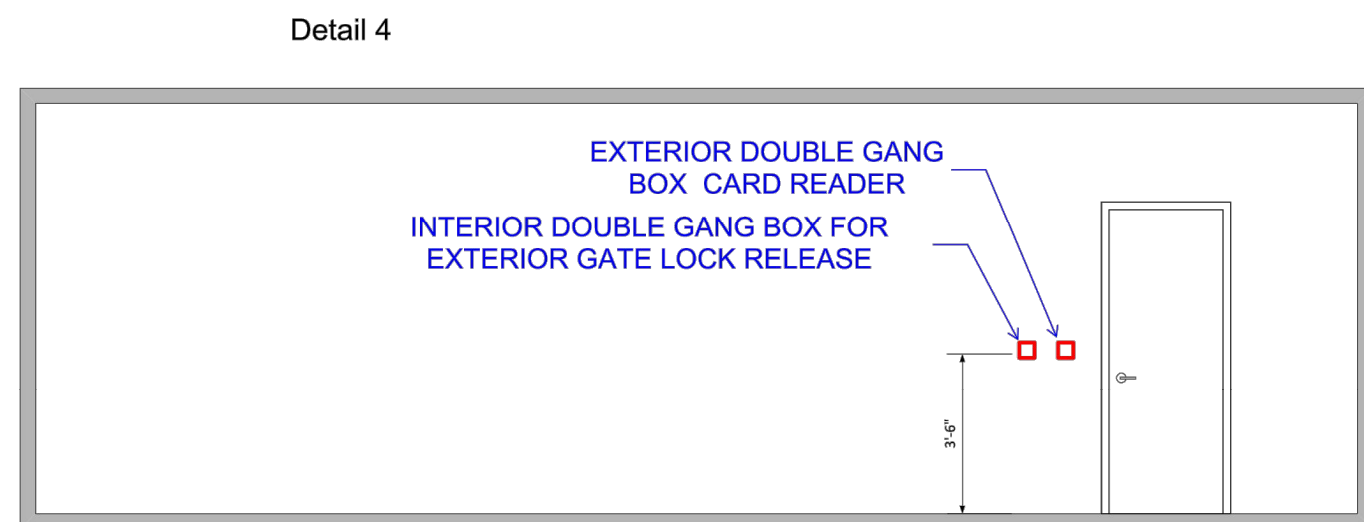 Detail 4
EXTERIOR DOUBLE GANG
BOX CARD READER
INTERIOR DOUBLE GANG BOX FOR
EXTERIOR GATE LOCK RELEASE
3'-6"